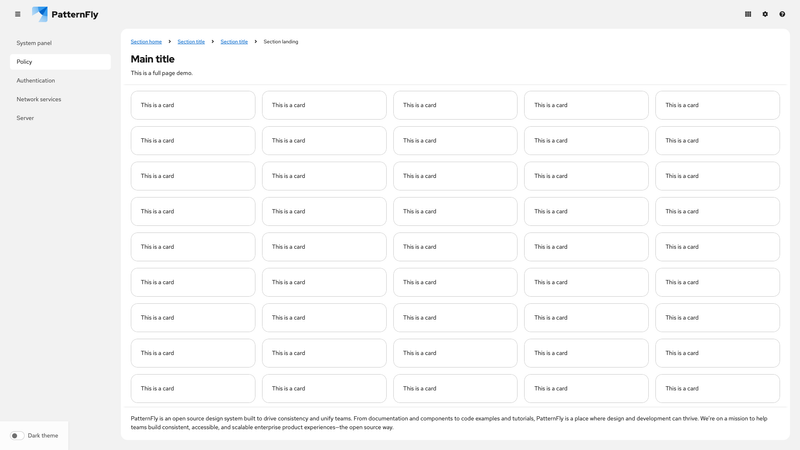 PatternFly
System panel
Policy
Authentication
Network services
Server
Section home Section title Section title Section landing
Main title
This is a full page demo.
This is a card This is a card This is a card This is a card This is a card
This is a card This is a card This is a card This is a card This is a card
This is a card This is a card This is a card This is a card This is a card
This is a card This is a card This is a card This is a card This is a card
This is a card This is a card This is a card This is a card This is a card
This is a card This is a card This is a card This is a card This is a card
This is a card This is a card This is a card This is a card This is a card
This is a card This is a card This is a card This is a card This is a card
This is a card This is a card This is a card This is a card This is a card
PatternFly is an open source design system built to drive consistency and unify teams. From documentation and components to code examples and tutorials, PatternFly is a place where design and development can thrive. We're on a mission to help
teams build consistent, accessible, and scalable enterprise product experiences—the open source way.
Dark theme